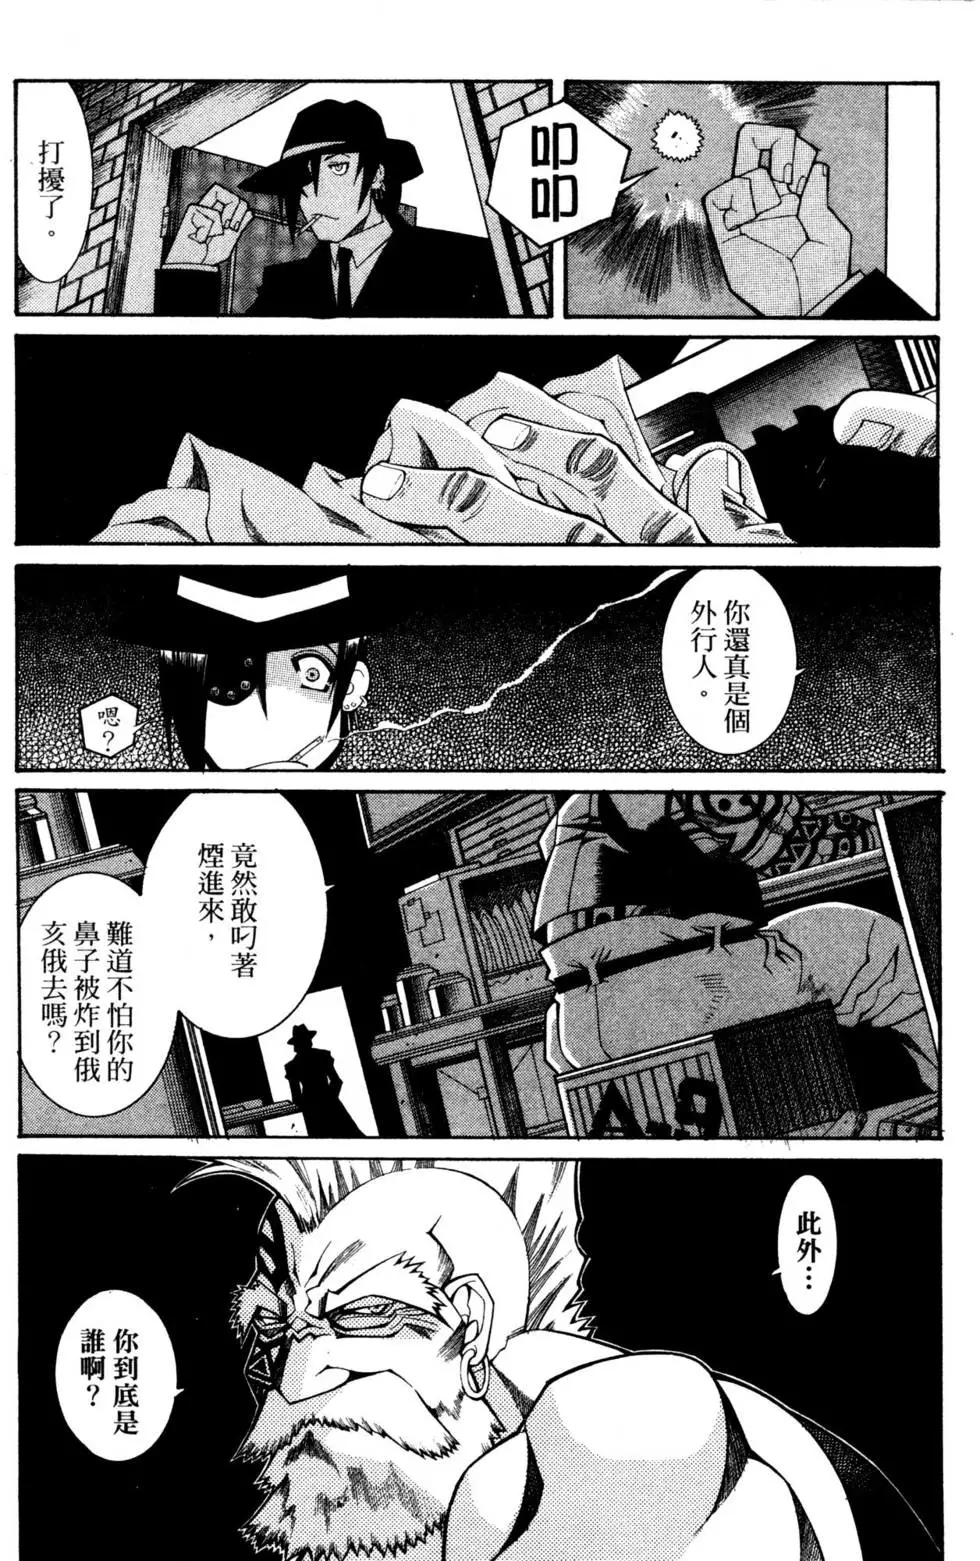 叩
叩
打擾了。
你還真是個
外行人。
嗯？
竟然敢叼著
煙進來，
難道不怕你的
鼻子被炸到俄
亥俄去嗎？
A-9
此外…
你到底是
誰啊？